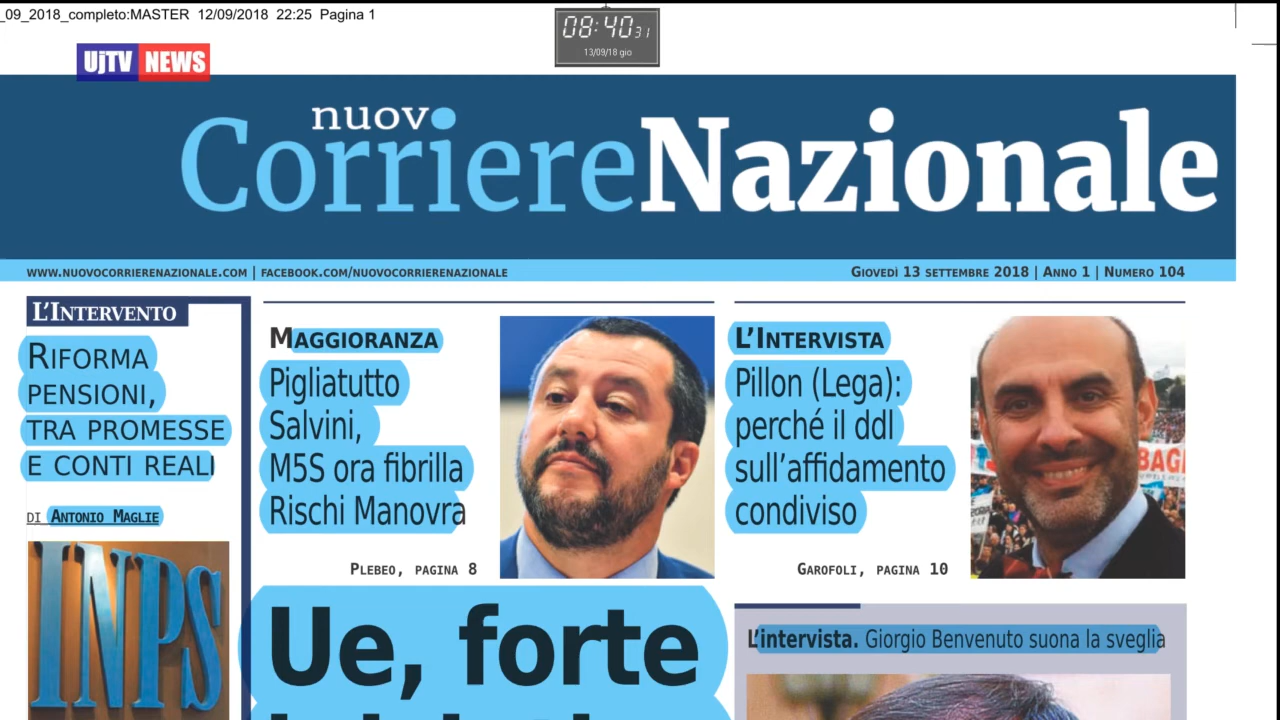 _09_2018_completo:MASTER 12/09/2018 22:25 Pagina 1
08:40 31
13/09/18 gio
UjTV NEWS
nuovo
Corriere Nazionale
www.nuovocorrierenazionale.com | facebook.com/nuovocorrierenazionale
Giovedì 13 settembre 2018 | Anno 1 | Numero 104
L'Intervento
Riforma
pensioni,
tra promesse
e conti reali
di Antonio Maglie
INPS
Maggioranza
Pigliatutto
Salvini,
M5S ora fibrilla
Rischi Manovra
Plebeo, pagina 8
L'Intervista
Pillon (Lega):
perché il ddl
sull'affidamento
condiviso
Garofoli, pagina 10
Ue, forte
L'intervista. Giorgio Benvenuto suona la sveglia